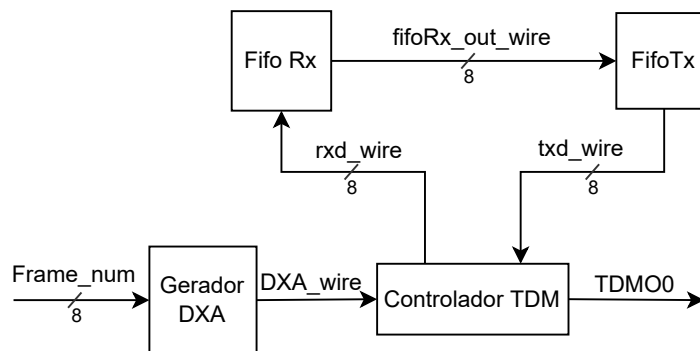 fifoRx_out_wire
8
Fifo Rx
FifoTx
rxd_wire
8
txd_wire
8
Frame_num
8
Gerador
DXA
DXA_wire
Controlador TDM
TDMO0